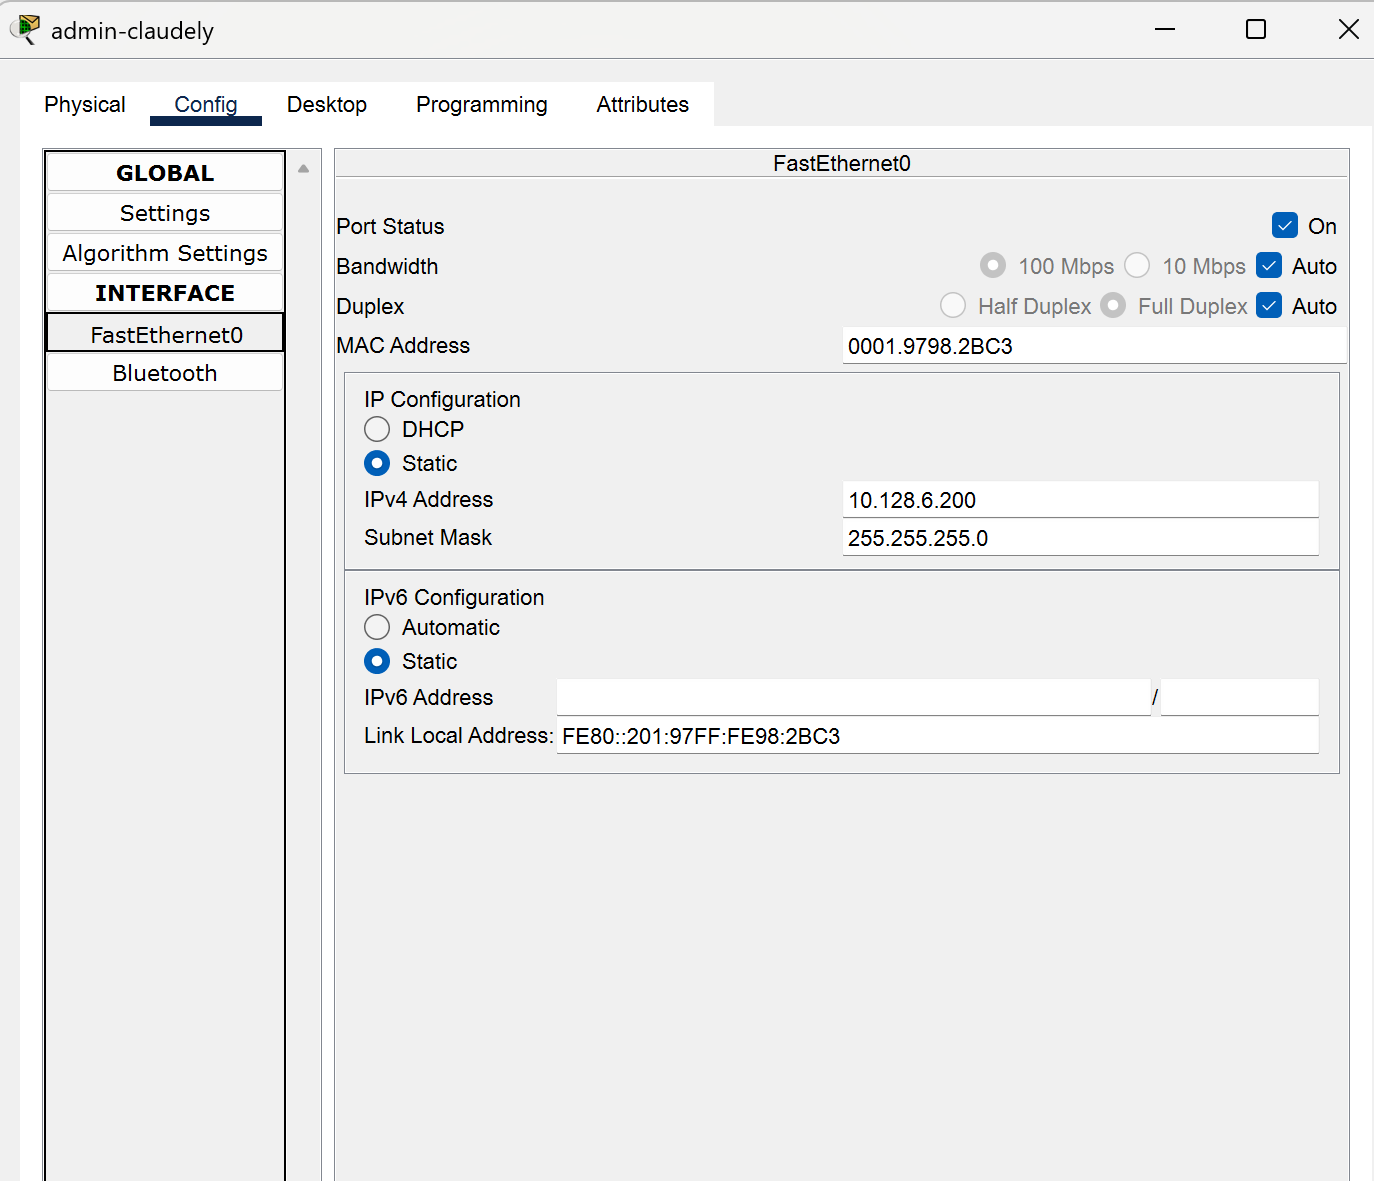 admin-claudely
Physical Config Desktop Programming Attributes
GLOBAL
Settings
Algorithm Settings
INTERFACE
FastEthernet0
Bluetooth
FastEthernet0
Port Status On
Bandwidth 100 Mbps 10 Mbps Auto
Duplex Half Duplex Full Duplex Auto
MAC Address 0001.9798.2BC3
IP Configuration
DHCP
Static
IPv4 Address 10.128.6.200
Subnet Mask 255.255.255.0
IPv6 Configuration
Automatic
Static
IPv6 Address /
Link Local Address: FE80::201:97FF:FE98:2BC3